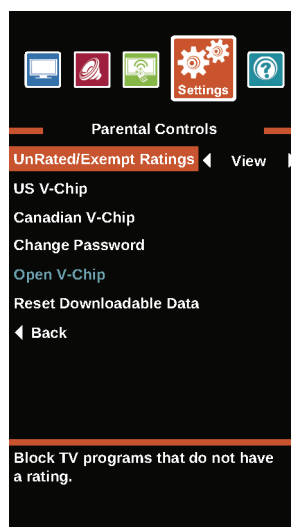 Settings
Parental Controls
UnRated/Exempt Ratings View
US V-Chip
Canadian V-Chip
Change Password
Open V-Chip
Reset Downloadable Data
Back
Block TV programs that do not have
a rating.